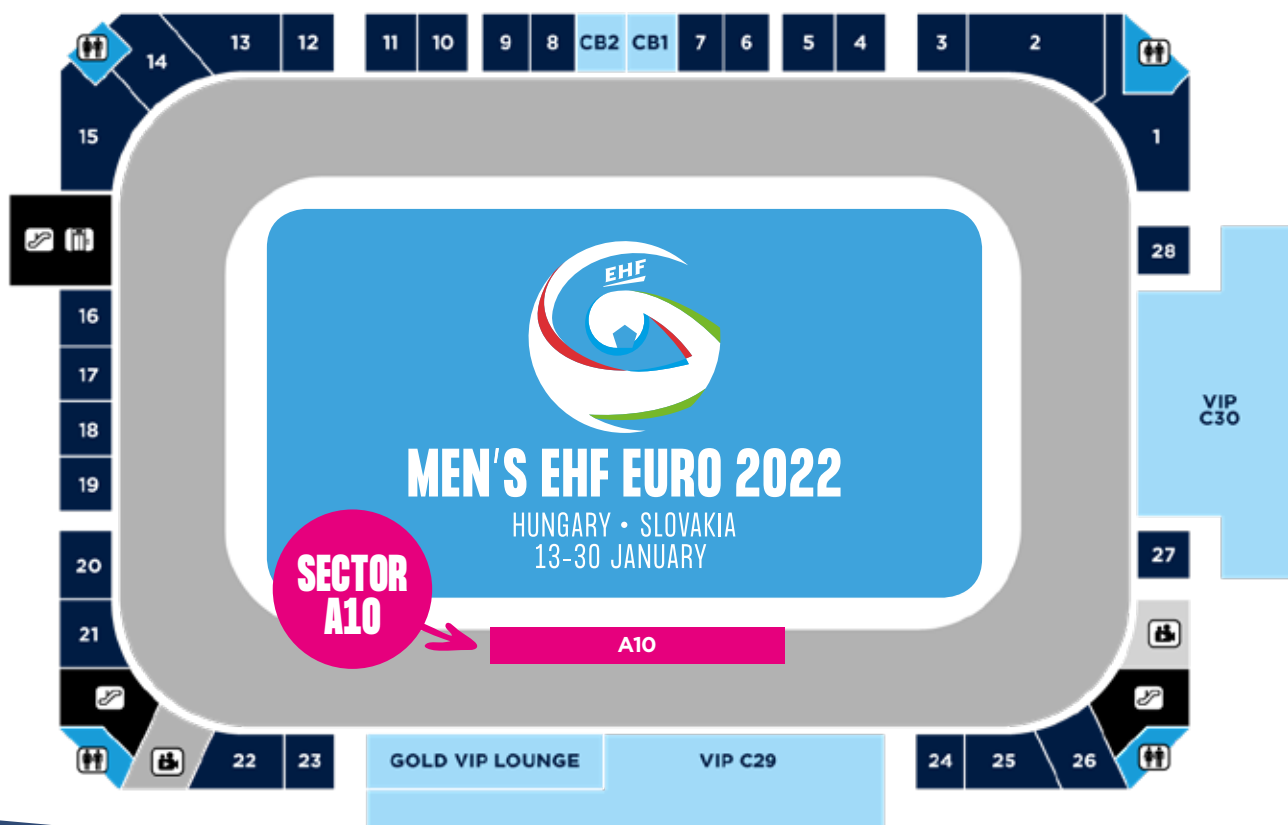 13
12
11
10
9
8
CB2
CB1
7
6
5
4
3
2
14
15
1
28
16
17
18
19
20
21
EHF
MEN'S EHF EURO 2022
HUNGARY • SLOVAKIA
13-30 JANUARY
SECTOR
A10
A10
VIP
C30
27
22
23
GOLD VIP LOUNGE
VIP C29
24
25
26